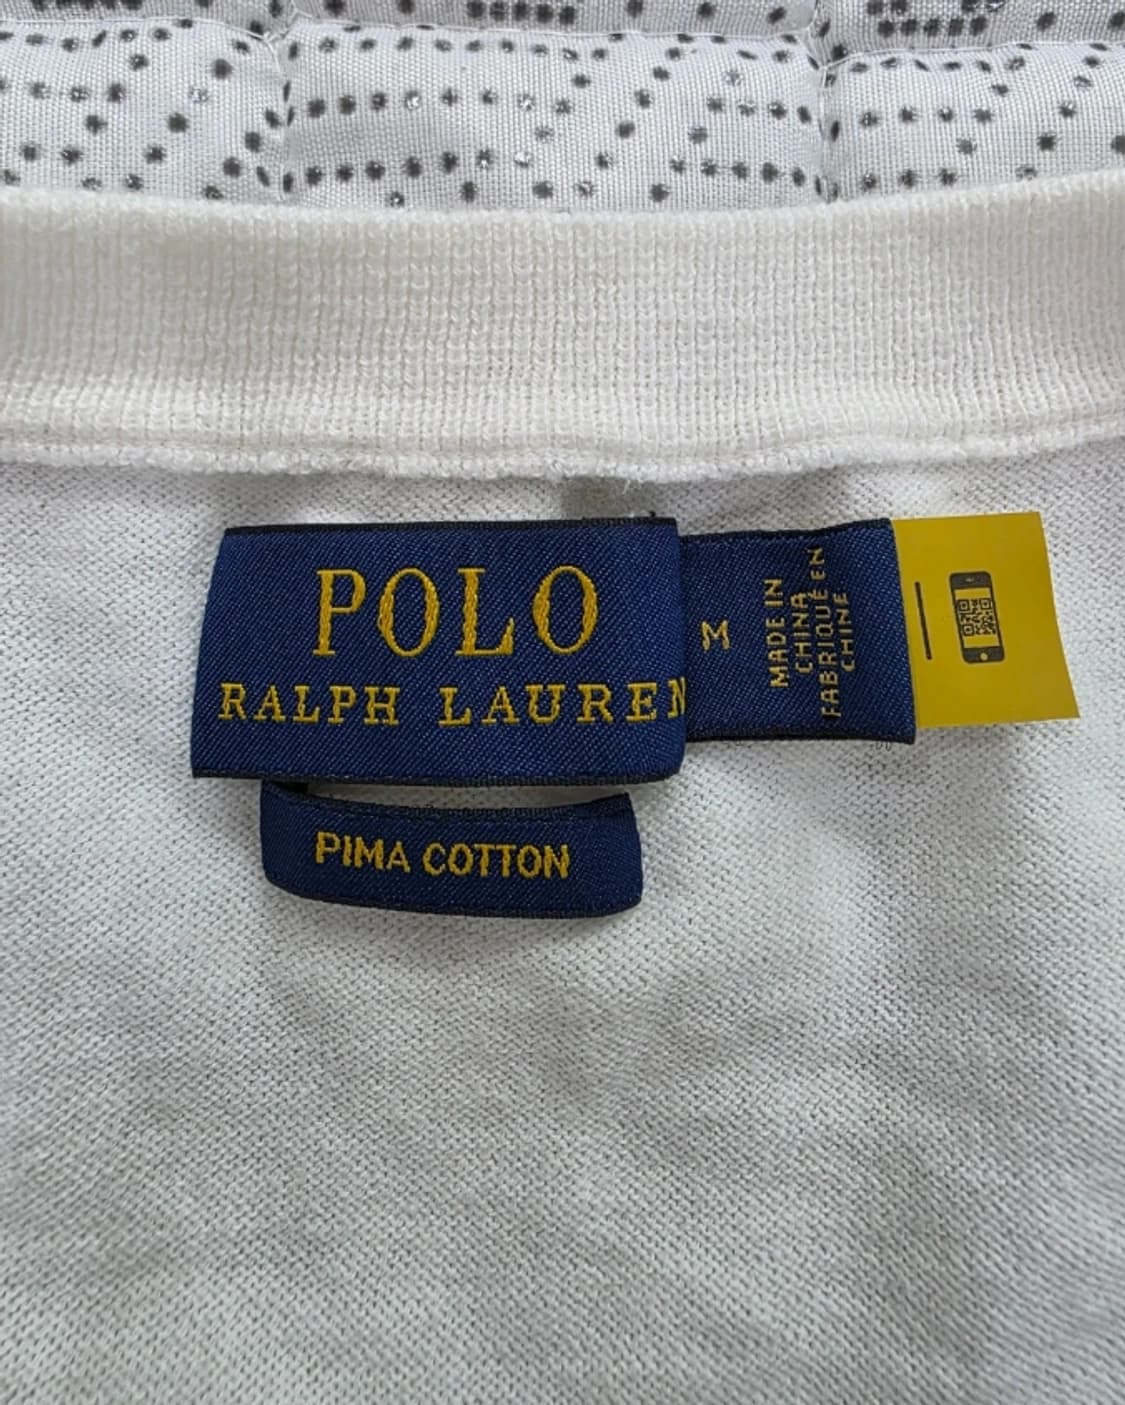 POLO
RALPH LAUREN
M
MADE IN
CHINA
FABRIQUÉ EN
CHINE
PIMA COTTON